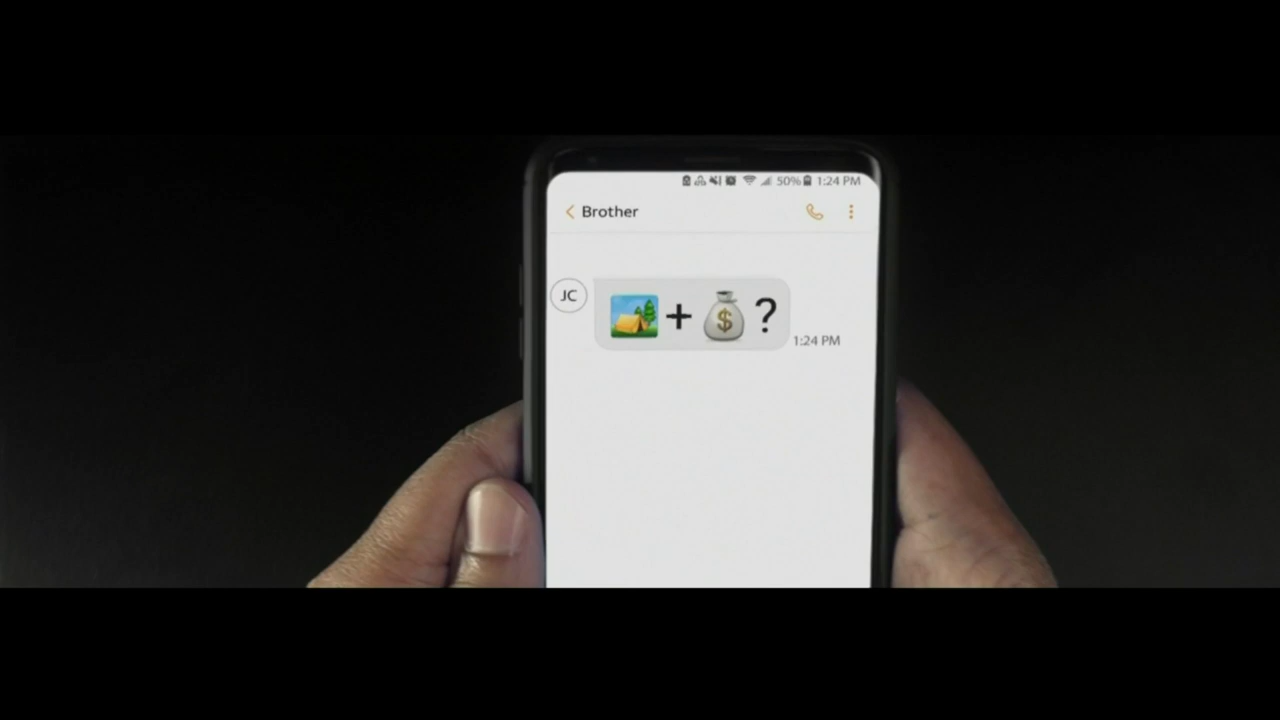 50% 1:24 PM
Brother
JC
🏕️ + 💰 ?
1:24 PM